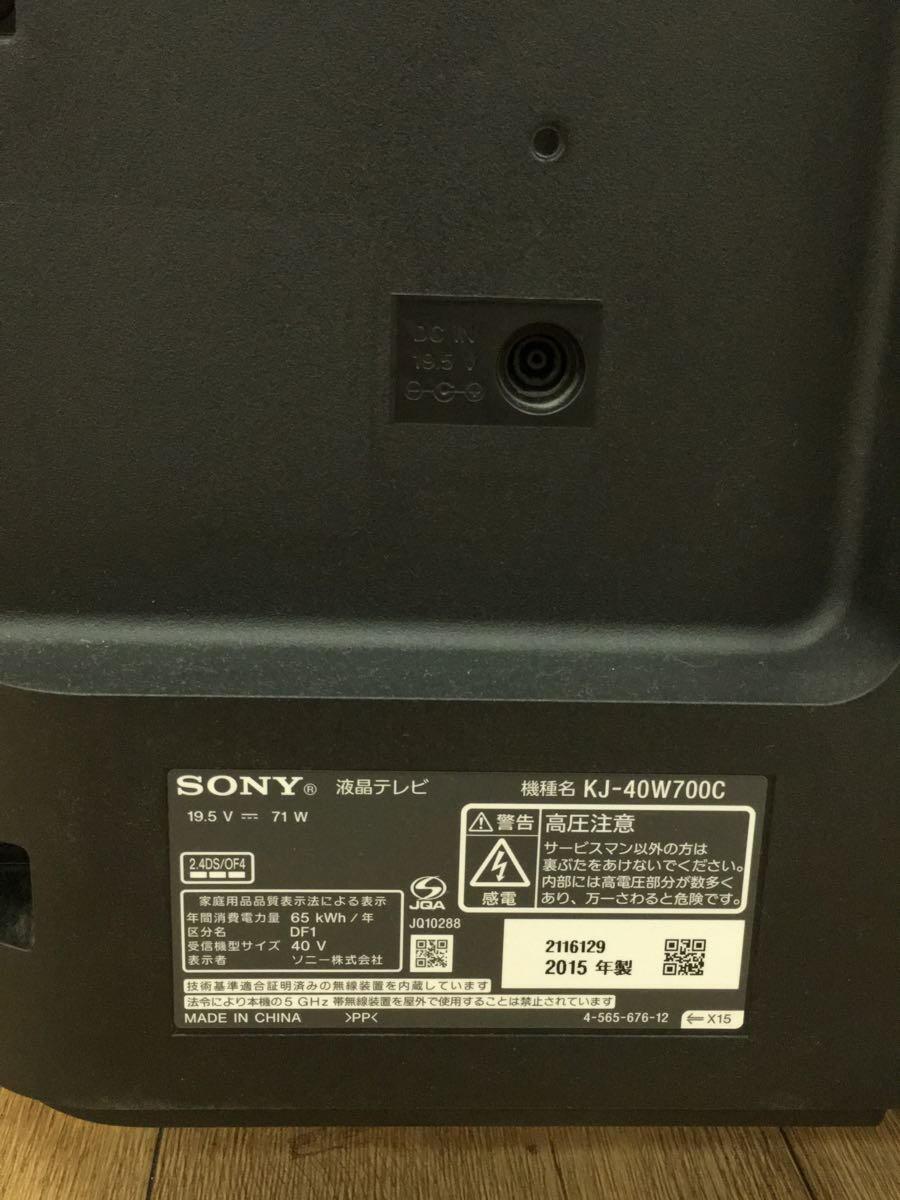 DC IN
19.5 V
SONY® 液晶テレビ 機種名 KJ-40W700C
19.5 V ⎓ 71 W
2.4DS/OF4
家庭用品品質表示法による表示
年間消費電力量 65 kWh / 年
区分名 DF1
受信機型サイズ 40 V
表示者 ソニー株式会社
JQA
JQ10288
警告 高圧注意
感電
サービスマン以外の方は
裏ぶたをあけないでください。
内部には高電圧部分が数多く
あり、万一さわると危険です。
2116129
2015 年製
技術基準適合証明済みの無線装置を内蔵しています
法令により本機の5 GHz 帯無線装置を屋外で使用することは禁止されています
MADE IN CHINA >PP< 4-565-676-12 X15